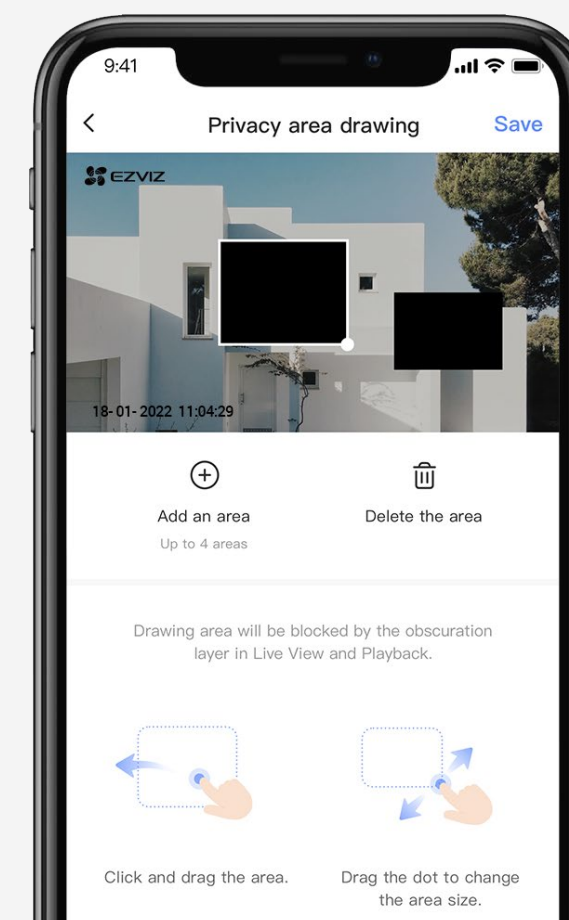 9:41
Privacy area drawing
Save
EZVIZ
18-01-2022 11:04:29
Add an area
Delete the area
Up to 4 areas
Drawing area will be blocked by the obscuration
layer in Live View and Playback.
Click and drag the area.
Drag the dot to change
the area size.